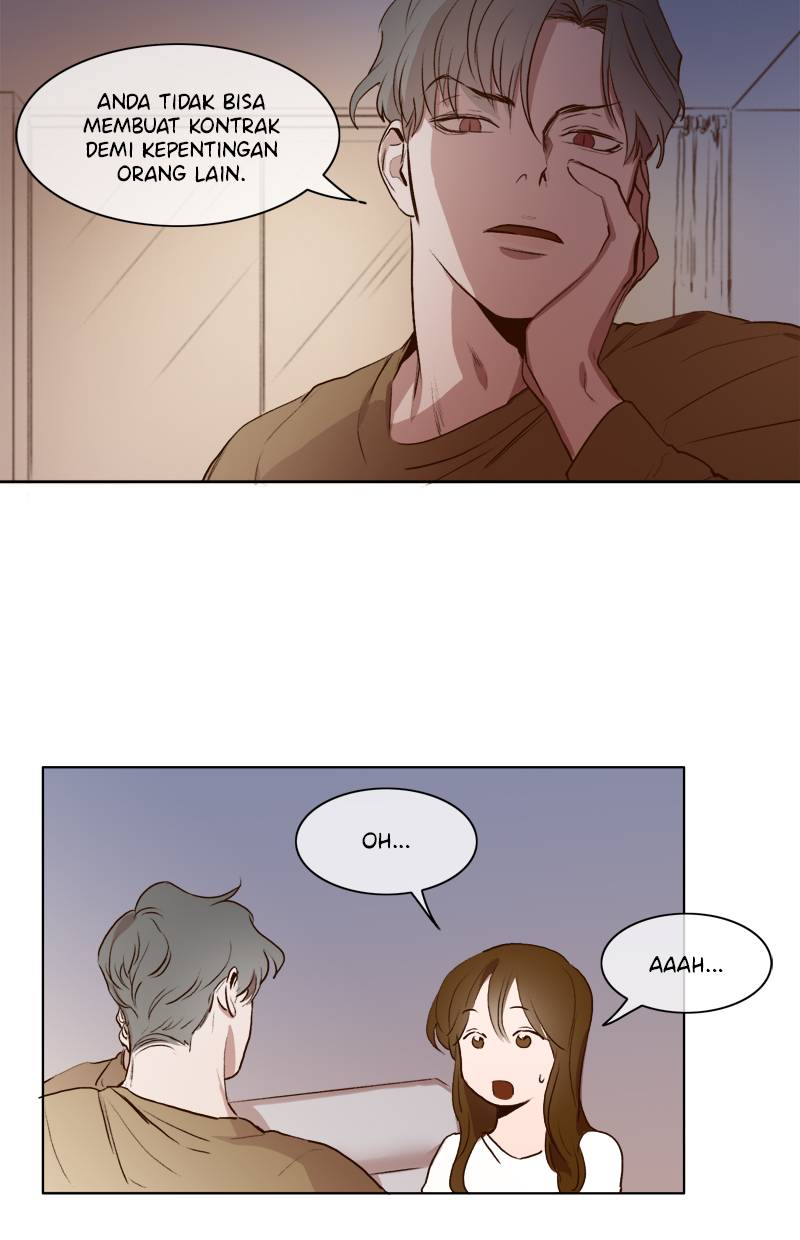 ANDA TIDAK BISA
MEMBUAT KONTRAK
DEMI KEPENTINGAN
ORANG LAIN.
OH...
AAAH...